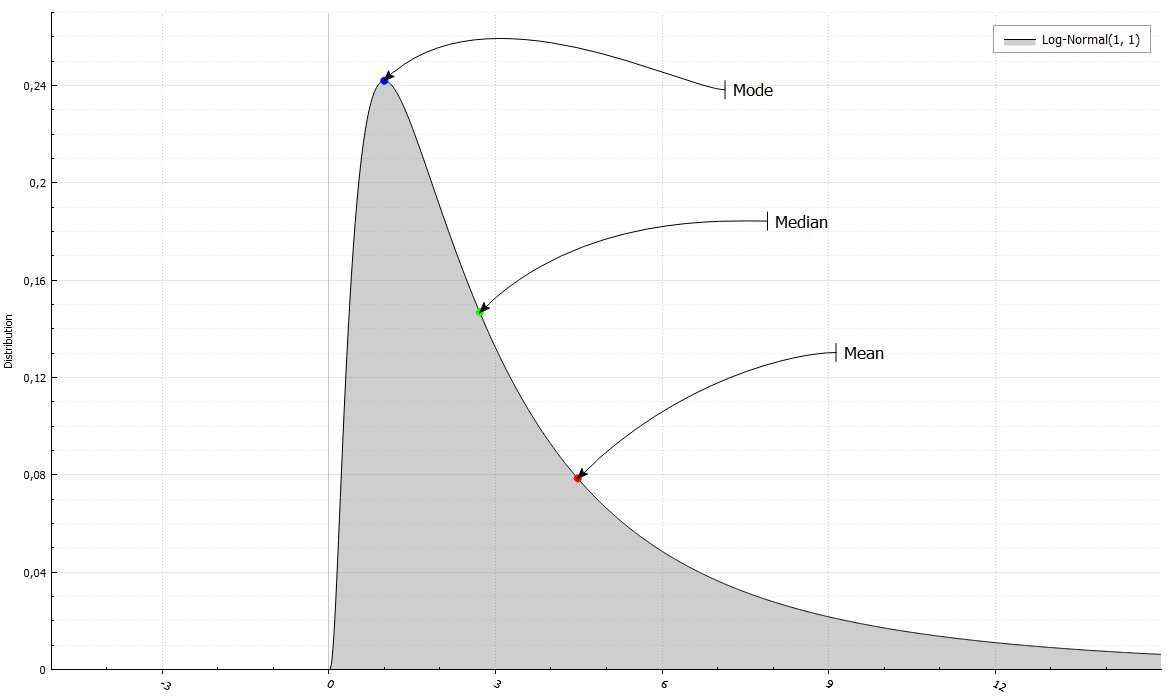 Log-Normal(1, 1)
Mode
0,24
0,2
Median
0,16
Distribution
Mean
0,12
0,08
0,04
0
-3
0
3
6
9
12